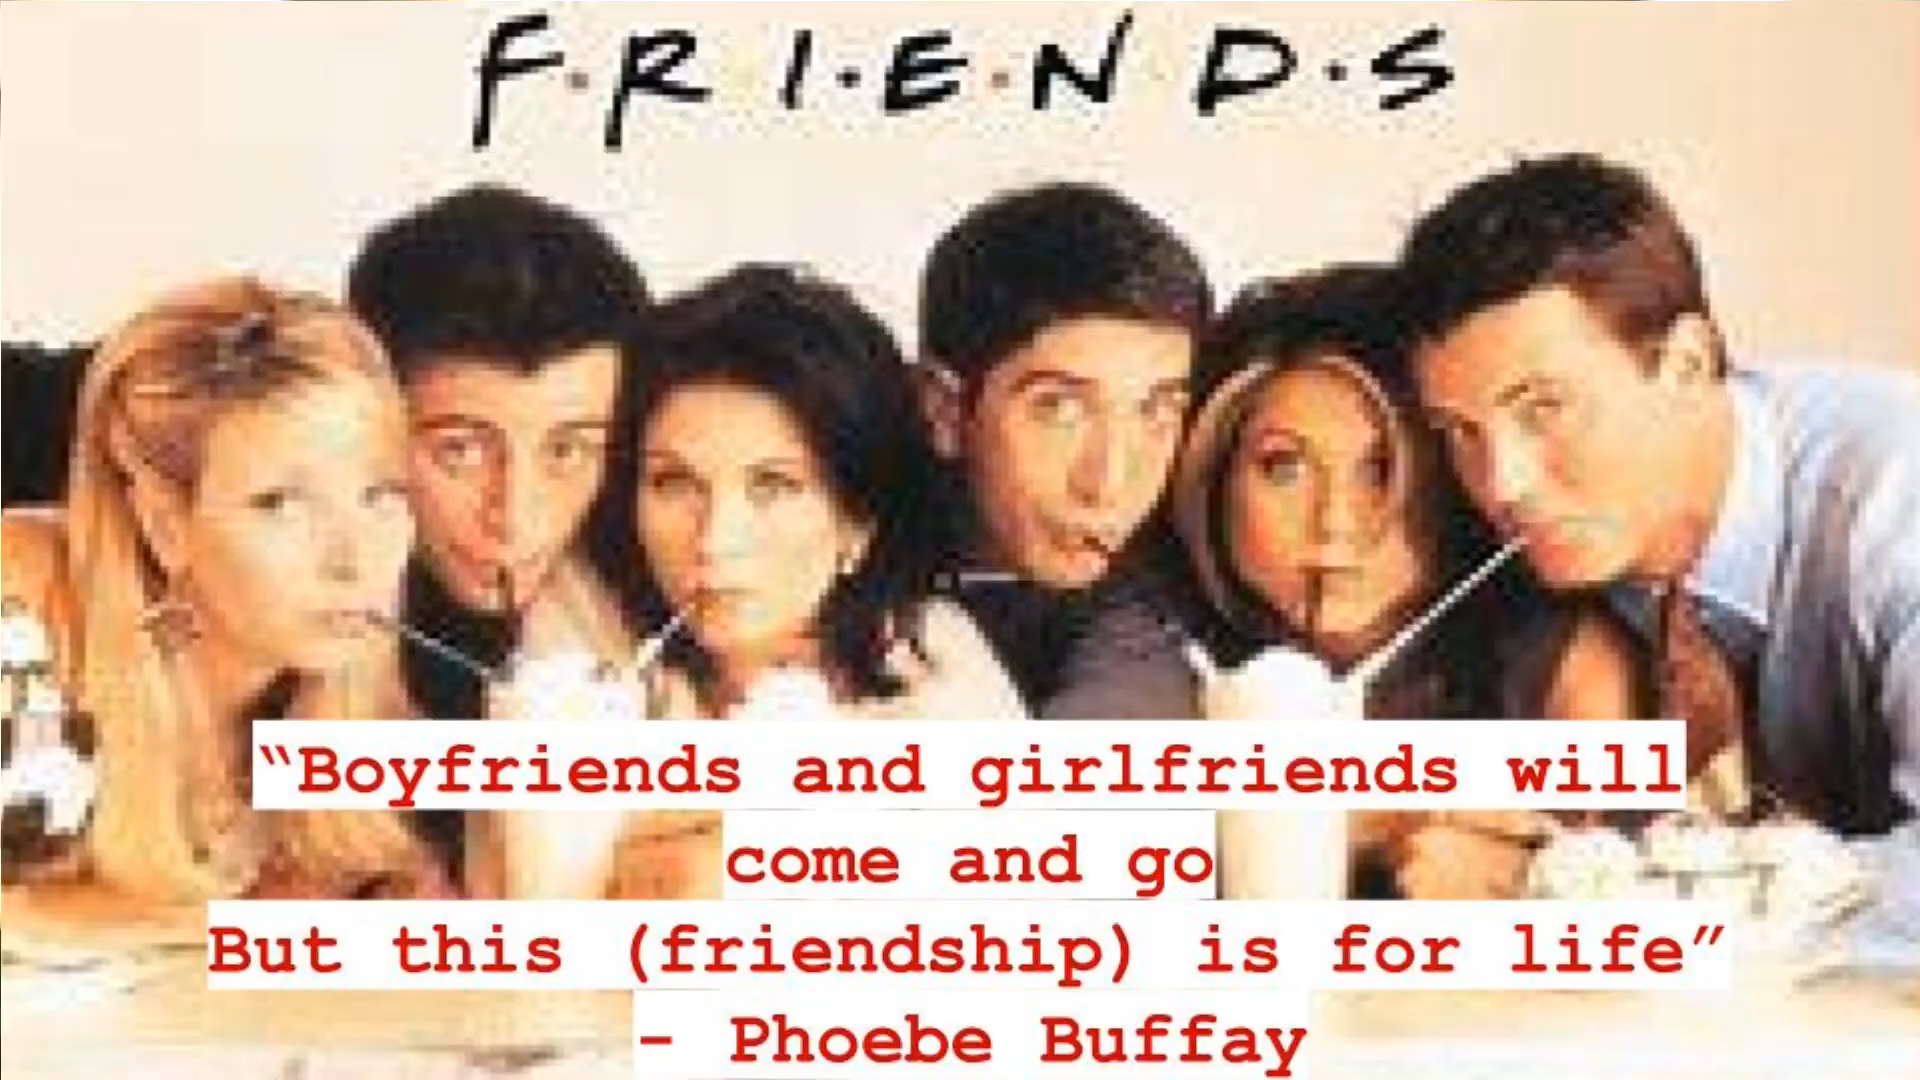 F·R I·E·N D·S
“Boyfriends and girlfriends will
come and go
But this (friendship) is for life”
- Phoebe Buffay